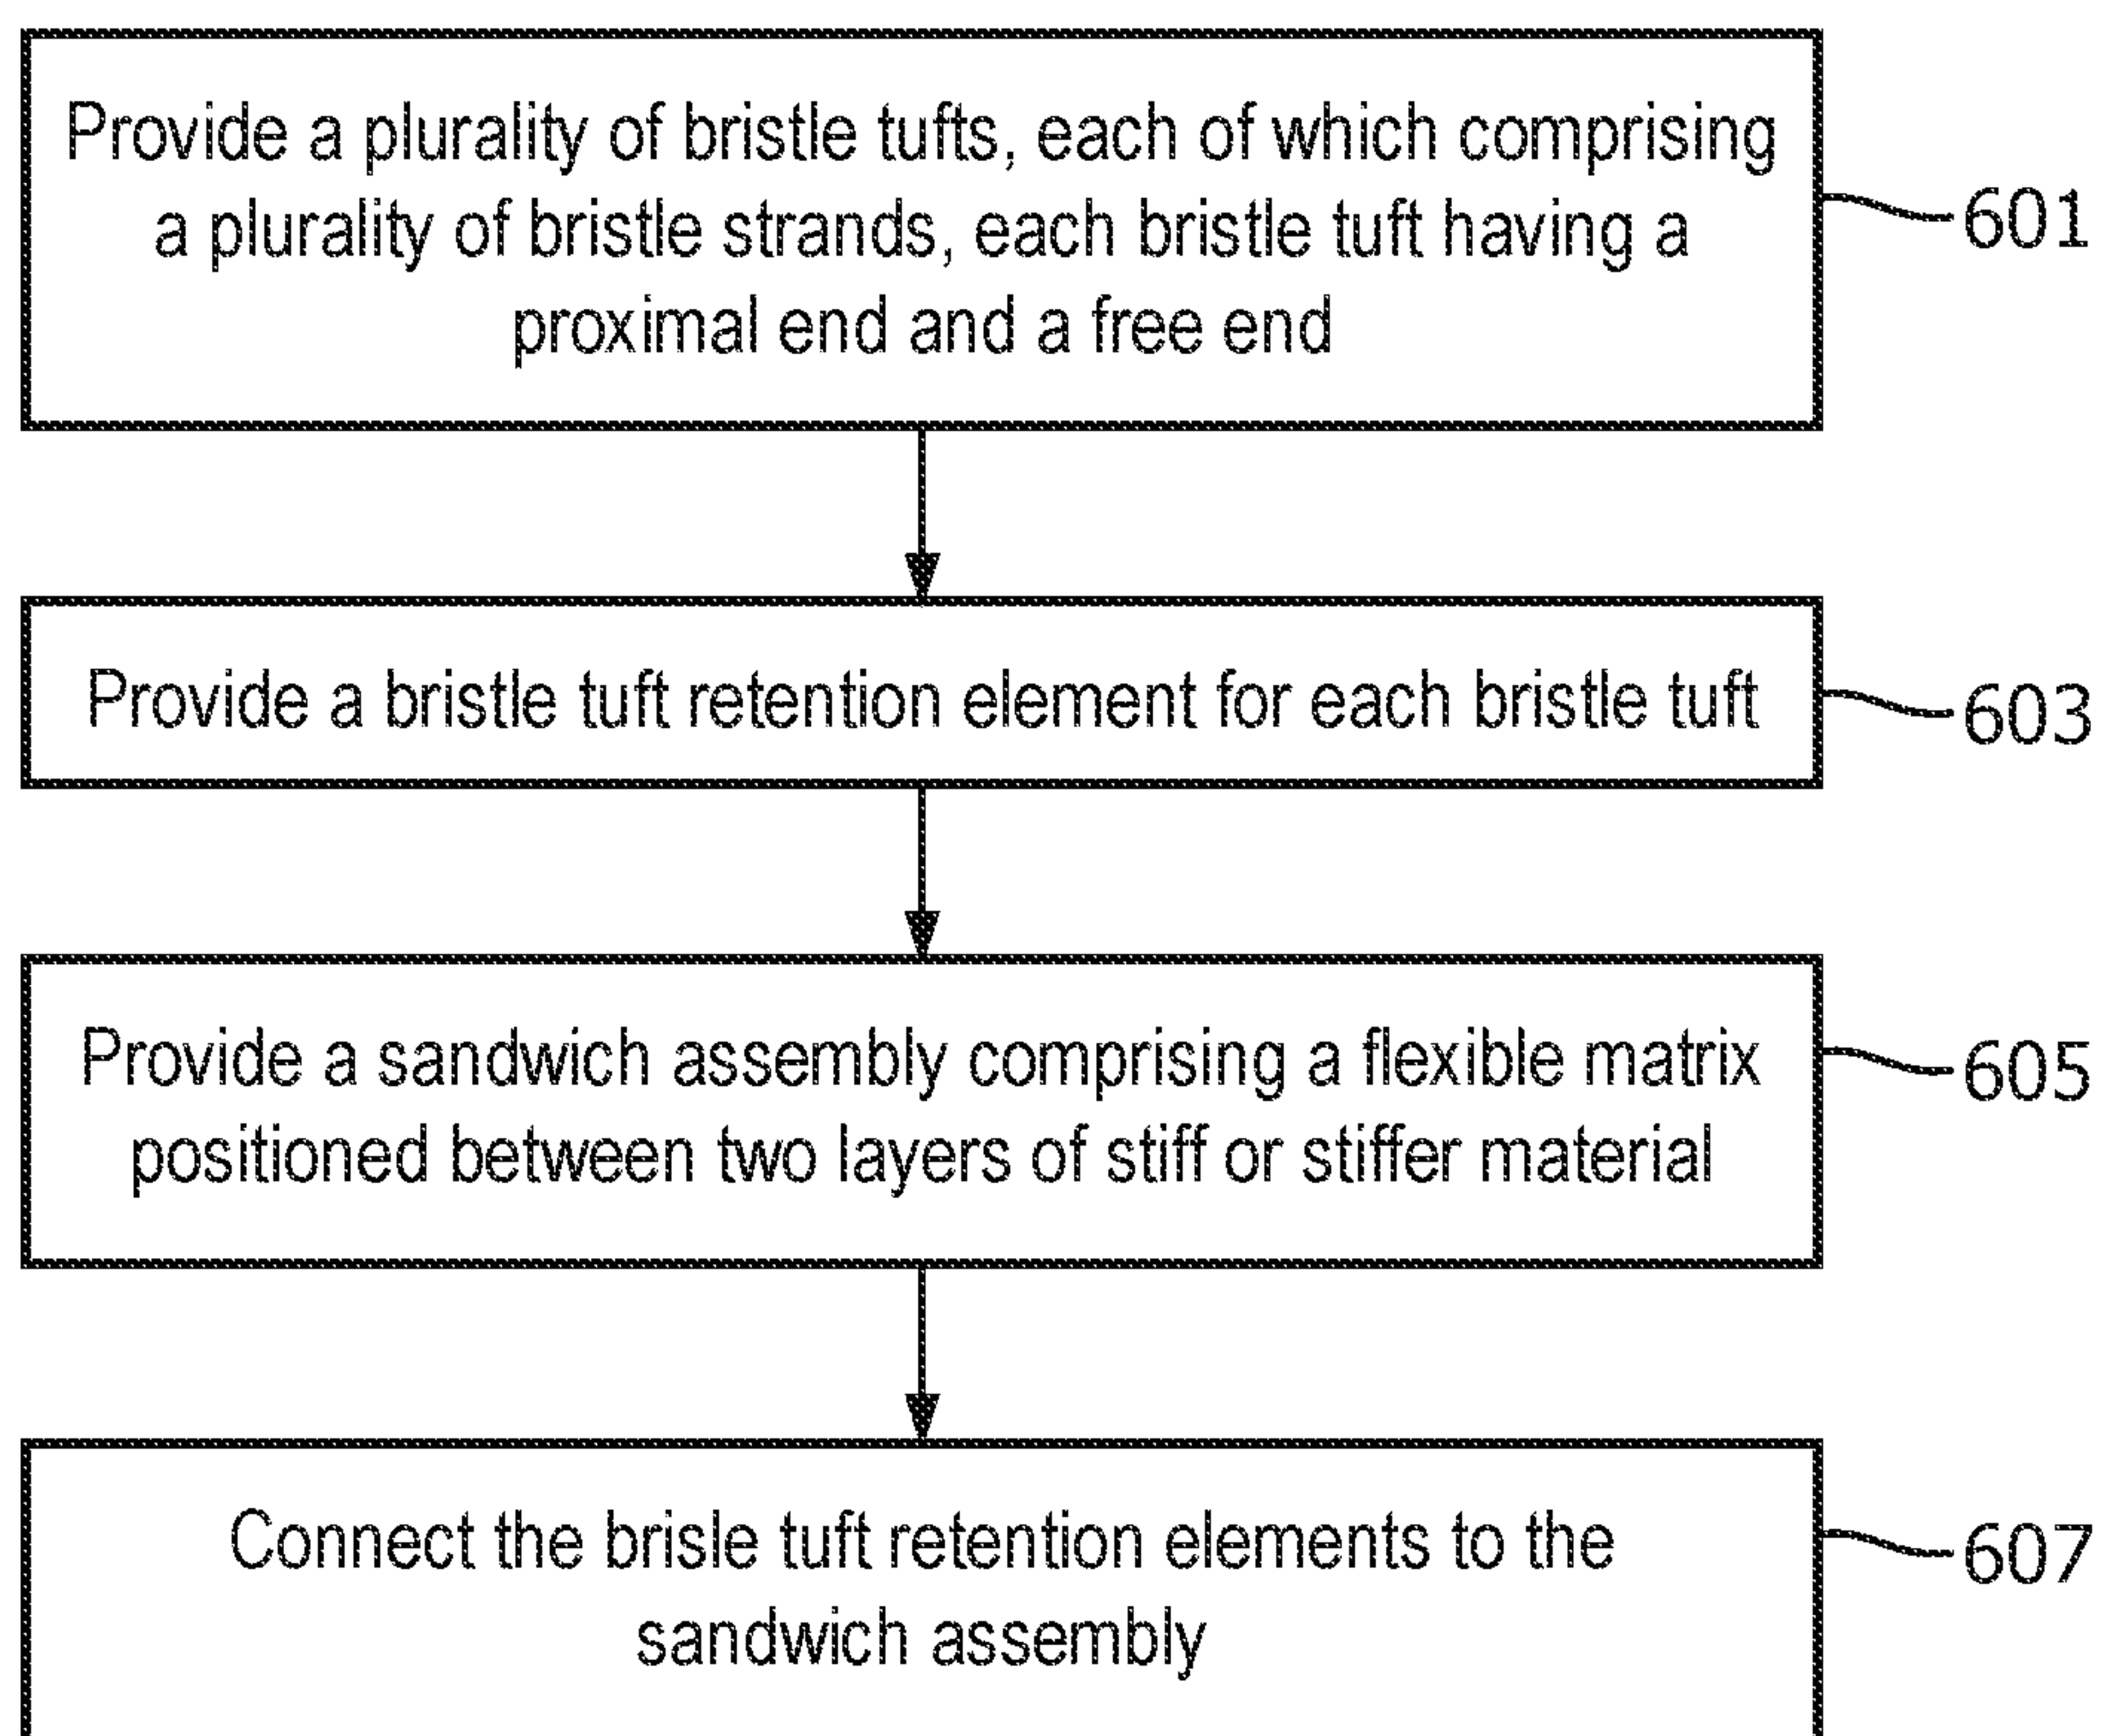 Provide a plurality of bristle tufts, each of which comprising
a plurality of bristle strands, each bristle tuft having a
proximal end and a free end
601
Provide a bristle tuft retention element for each bristle tuft
603
Provide a sandwich assembly comprising a flexible matrix
positioned between two layers of stiff or stiffer material
605
Connect the brisle tuft retention elements to the
sandwich assembly
607